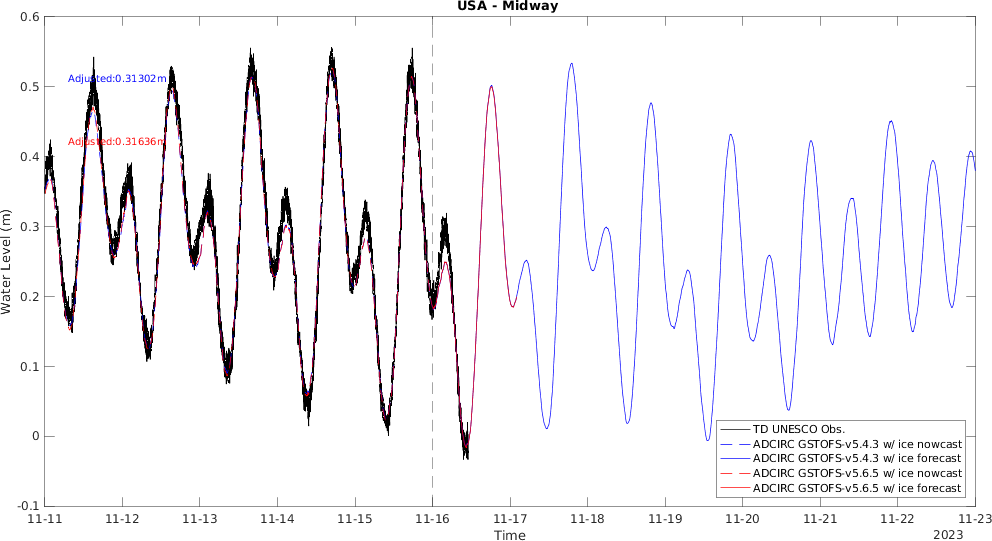 USA - Midway
0.6
0.5
0.4
0.3
0.2
0.1
0
-0.1
Water Level (m)
Adjusted:0.31302m
Adjusted:0.31636m
TD UNESCO Obs.
ADCIRC GSTOFS-v5.4.3 w/ ice nowcast
ADCIRC GSTOFS-v5.4.3 w/ ice forecast
ADCIRC GSTOFS-v5.6.5 w/ ice nowcast
ADCIRC GSTOFS-v5.6.5 w/ ice forecast
11-11 11-12 11-13 11-14 11-15 11-16 11-17 11-18 11-19 11-20 11-21 11-22 11-23
Time
2023